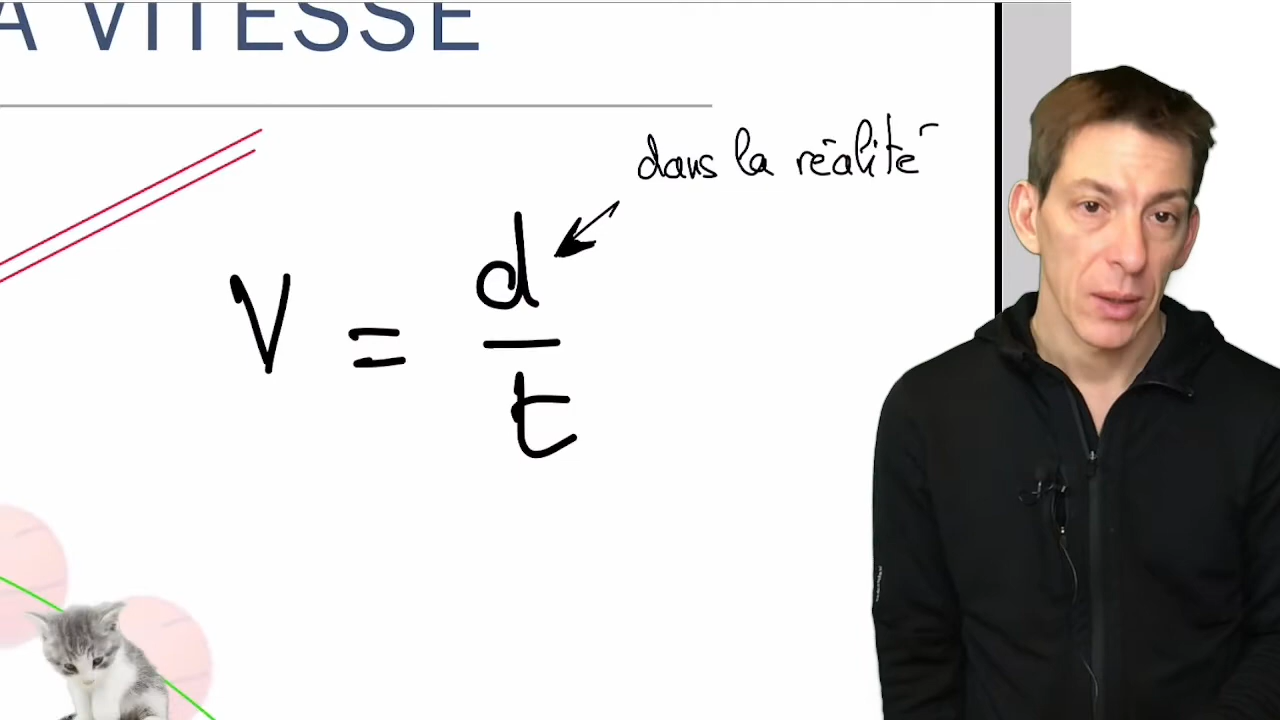 A VITESSE
dans la réalité
V = d
t